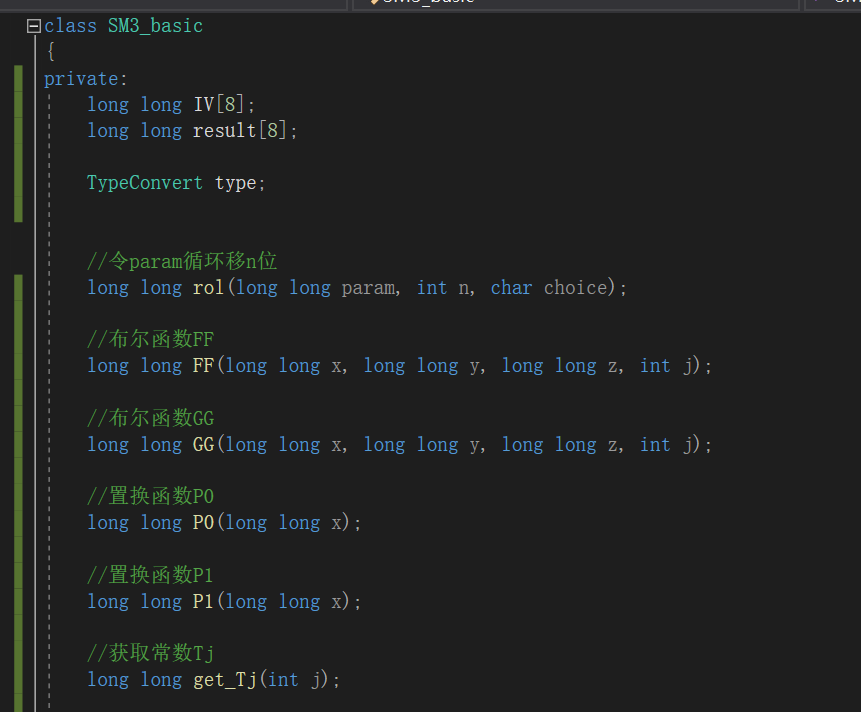 class SM3_basic
{
private:
long long IV[8];
long long result[8];
TypeConvert type;
//令param循环移n位
long long rol(long long param, int n, char choice);
//布尔函数FF
long long FF(long long x, long long y, long long z, int j);
//布尔函数GG
long long GG(long long x, long long y, long long z, int j);
//置换函数P0
long long P0(long long x);
//置换函数P1
long long P1(long long x);
//获取常数Tj
long long get_Tj(int j);